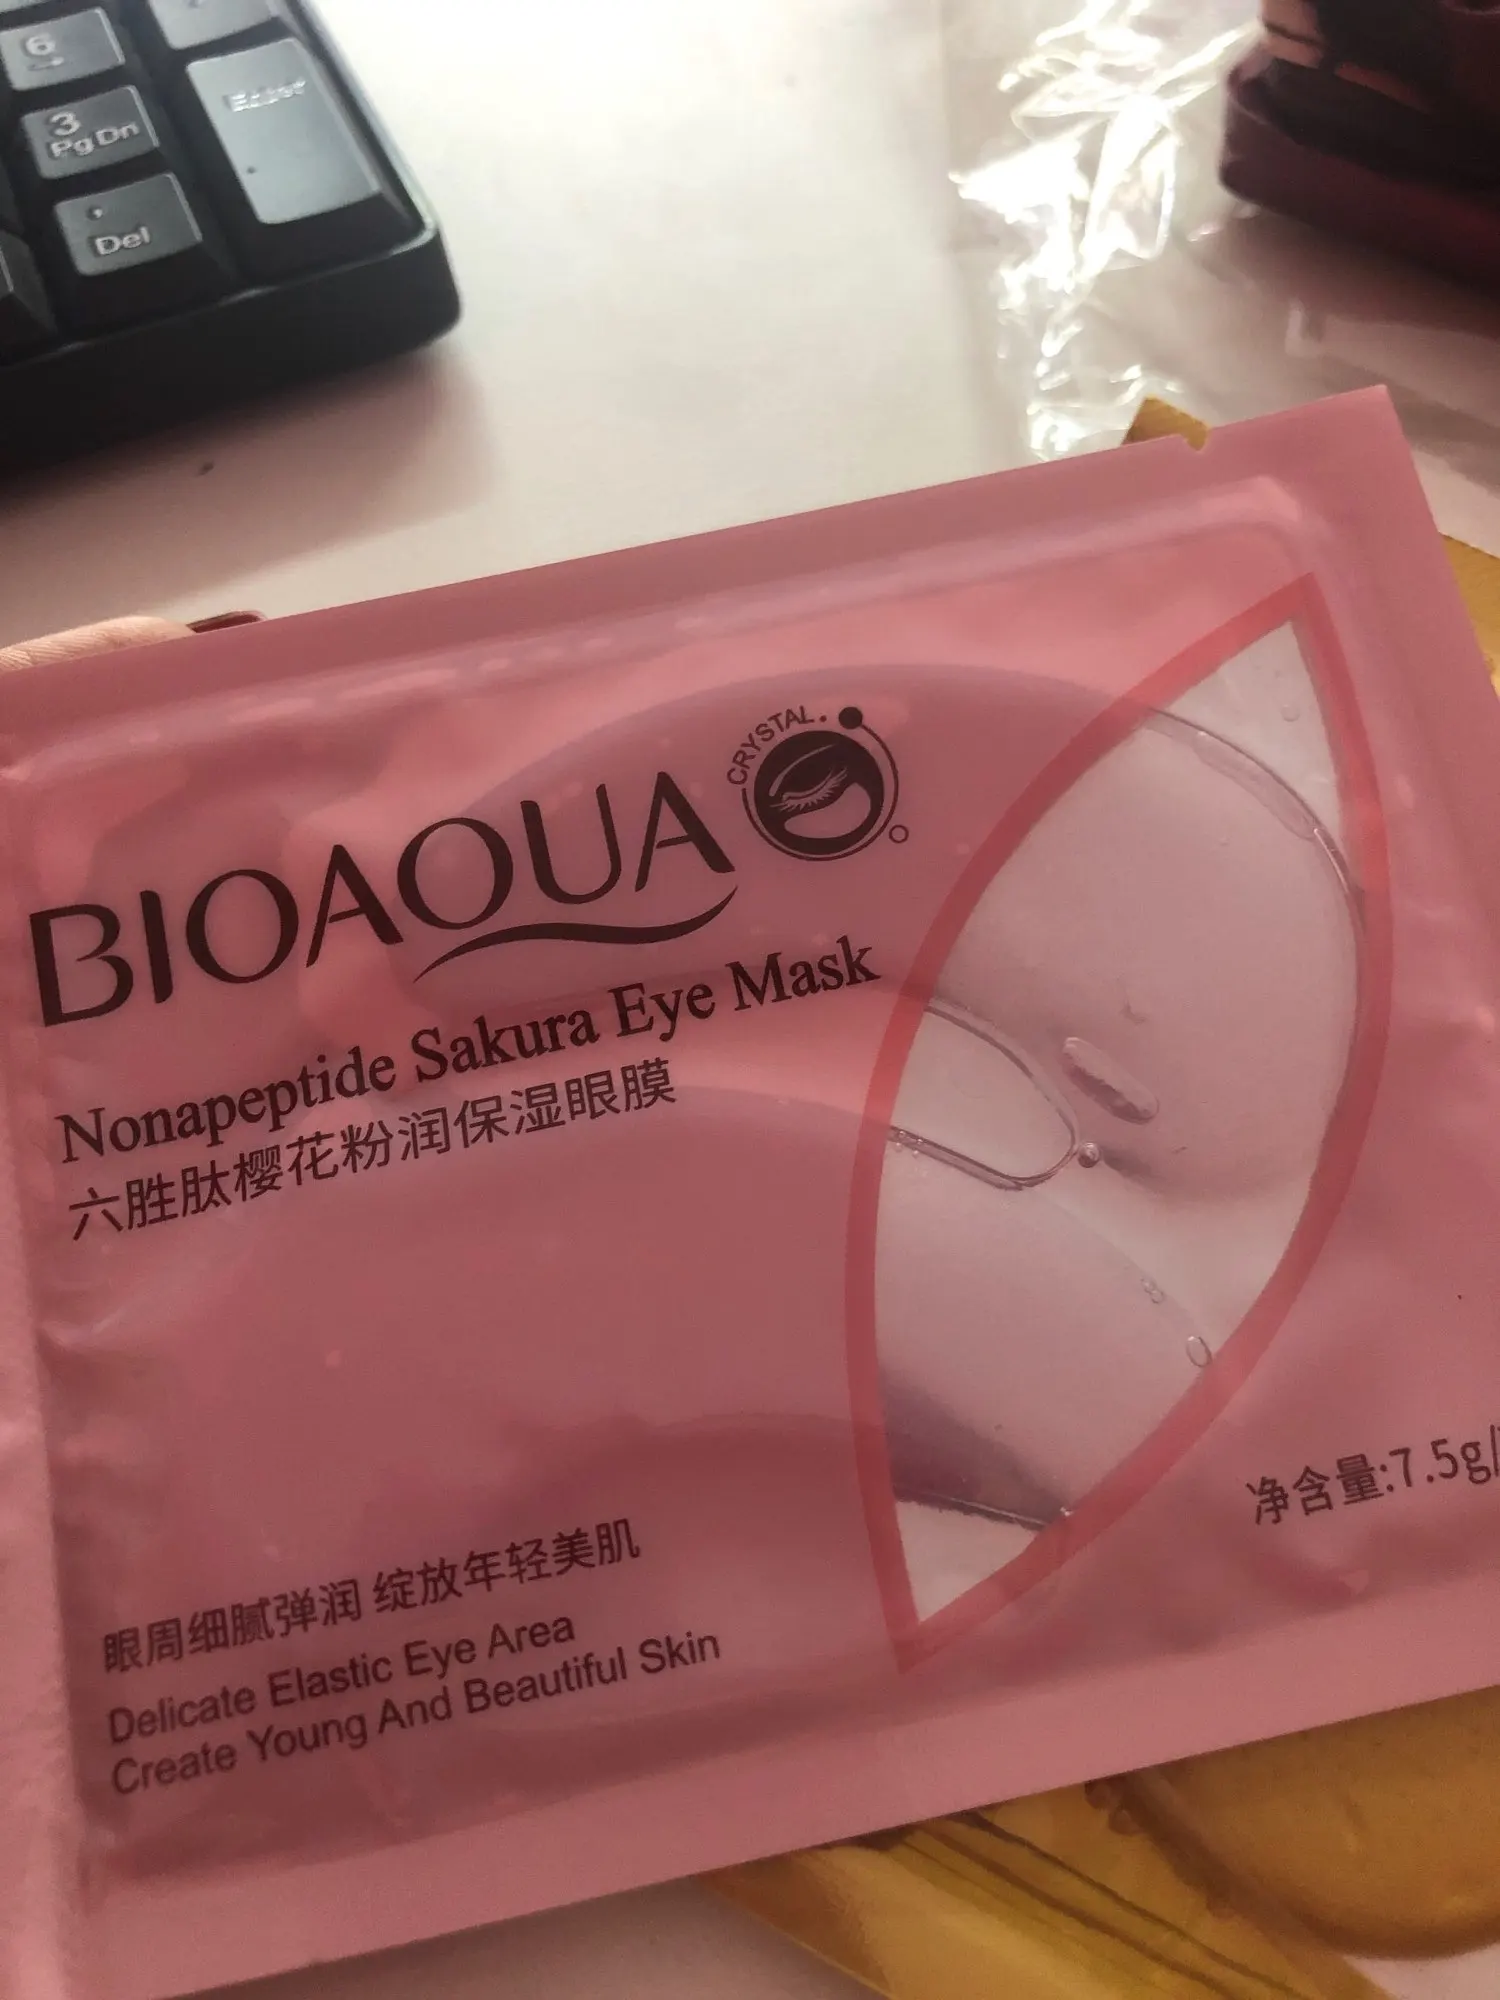 6
Enter
3
Pg Dn
Del
CRYSTAL
BIOAQUA
Nonapeptide Sakura Eye Mask
六胜肽樱花粉润保湿眼膜
净含量:7.5g/
眼周细腻弹润 绽放年轻美肌
Delicate Elastic Eye Area
Create Young And Beautiful Skin